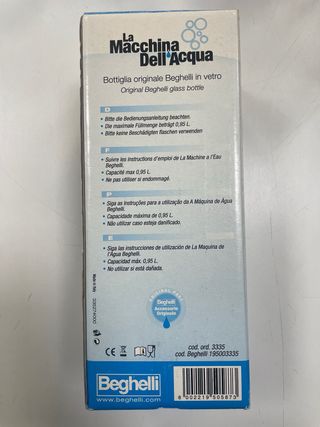 La
Macchina
Dell'Acqua
Bottiglia originale Beghelli in vetro
Original Beghelli glass bottle
D
• Bitte die Bedienungsanleitung beachten.
• Die maximale Füllmenge beträgt 0,95 L.
• Bitte keine Beschädigten flaschen verwenden
F
• Suivre les instructions d'emploi de La Machine a l'Eau
Beghelli.
• Capacité max 0,95 L.
• Ne pas utiliser si endommagé.
P
• Siga as instruções para a utilização da A Máquina de Água
Beghelli.
• Capacidade máxima de 0,95 L.
• Não utilizar caso esteja danificado.
E
• Siga las instrucciones de utilización de La Maquina de
l'Agua Beghelli.
• Capacidad máx. 0,95 L.
• No utilizar si está dañada.
Made in Italy
Beghelli
Accessorio
Originale
CE
cod. ord. 3335
cod. Beghelli 195003335
Beghelli
www.beghelli.com
8 002219 505873